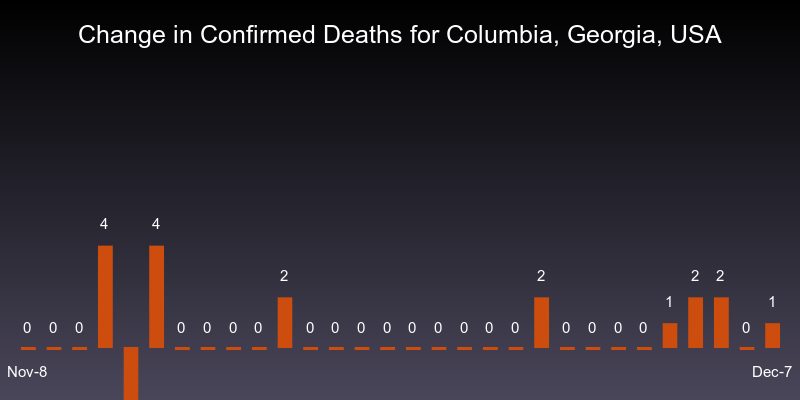 Change in Confirmed Deaths for Columbia, Georgia, USA
4 4
2 2 2 2
1 1
0 0 0 0 0 0 0 0 0 0 0 0 0 0 0 0 0 0 0 0
Nov-8 Dec-7